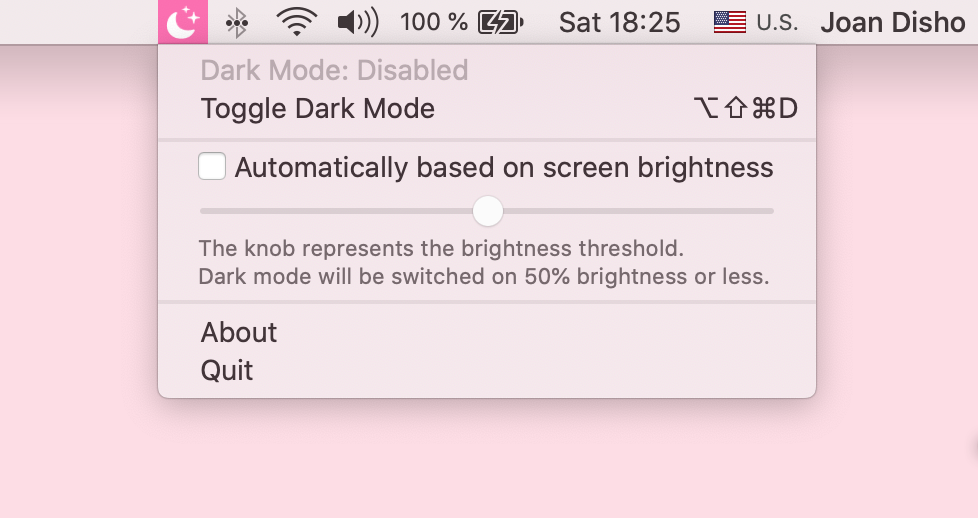 100 % Sat 18:25 U.S. Joan Disho
Dark Mode: Disabled
Toggle Dark Mode ⌥⇧⌘D
Automatically based on screen brightness
The knob represents the brightness threshold.
Dark mode will be switched on 50% brightness or less.
About
Quit